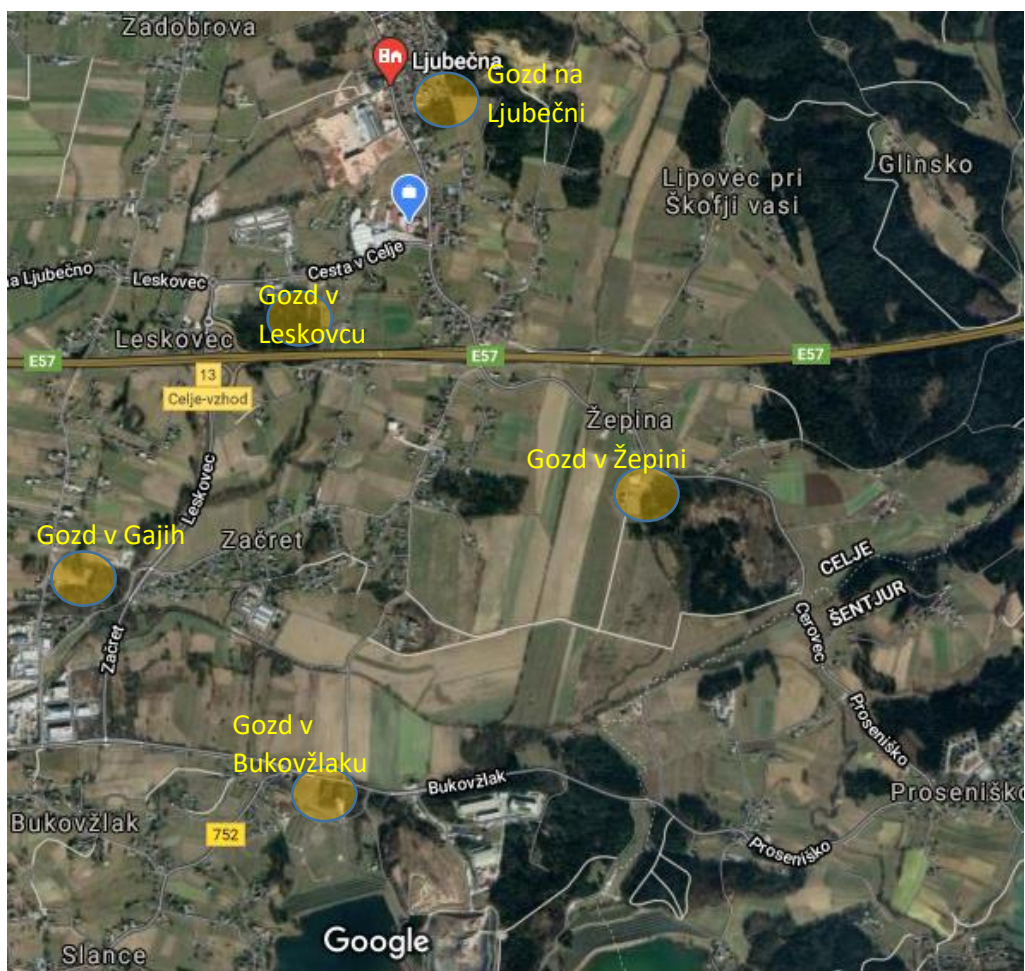 Zadobrova
Ljubečna
Gozd na
Ljubečni
Glinsko
Lipovec pri
Škofji vasi
Cesta v Celje
na Ljubečno
Leskovec
Gozd v
Leskovcu
Leskovec
E57
E57
E57
13
Celje-vzhod
Žepina
Gozd v Žepini
Leskovec
Gozd v Gajih
Začret
CELJE
ŠENTJUR
Cerovec
Začret
Proseniško
Gozd v
Bukovžlaku
Bukovžlak
Proseniško
Bukovžlak
752
Proseniško
Google
Slance